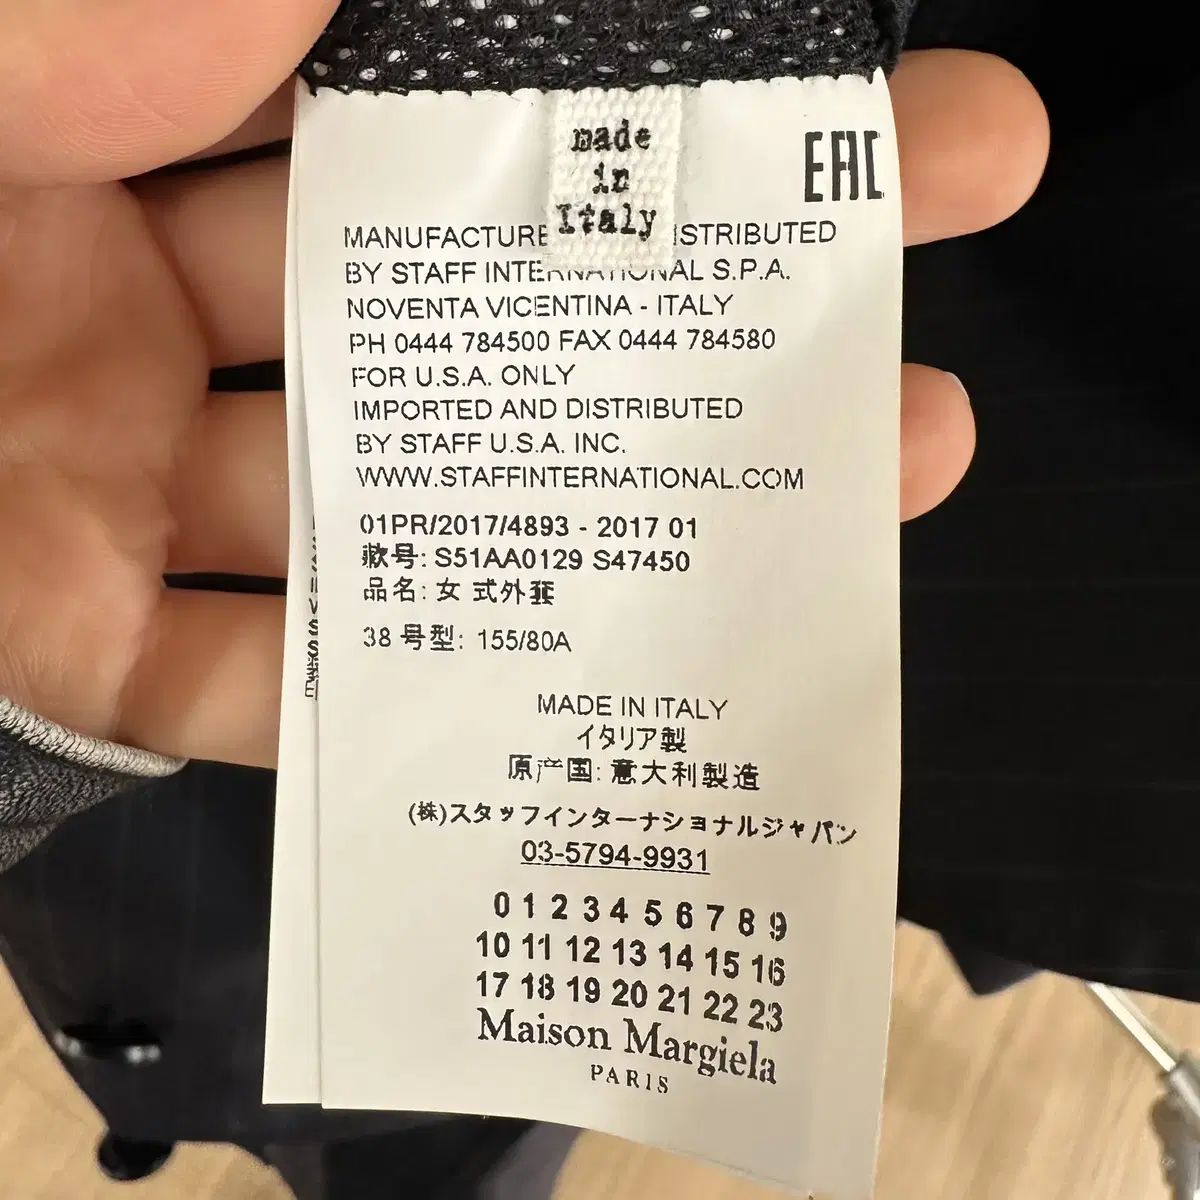 made
in
Italy
EAC
MANUFACTURE ISTRIBUTED
BY STAFF INTERNATIONAL S.P.A.
NOVENTA VICENTINA - ITALY
PH 0444 784500 FAX 0444 784580
FOR U.S.A. ONLY
IMPORTED AND DISTRIBUTED
BY STAFF U.S.A. INC.
WWW.STAFFINTERNATIONAL.COM
01PR/2017/4893 - 2017 01
款号: S51AA0129 S47450
品名: 女 式外套
38 号型: 155/80A
MADE IN ITALY
イタリア製
原产国: 意大利製造
(株)スタッフインターナショナルジャパン
03-5794-9931
0 1 2 3 4 5 6 7 8 9
10 11 12 13 14 15 16
17 18 19 20 21 22 23
Maison Margiela
PARIS